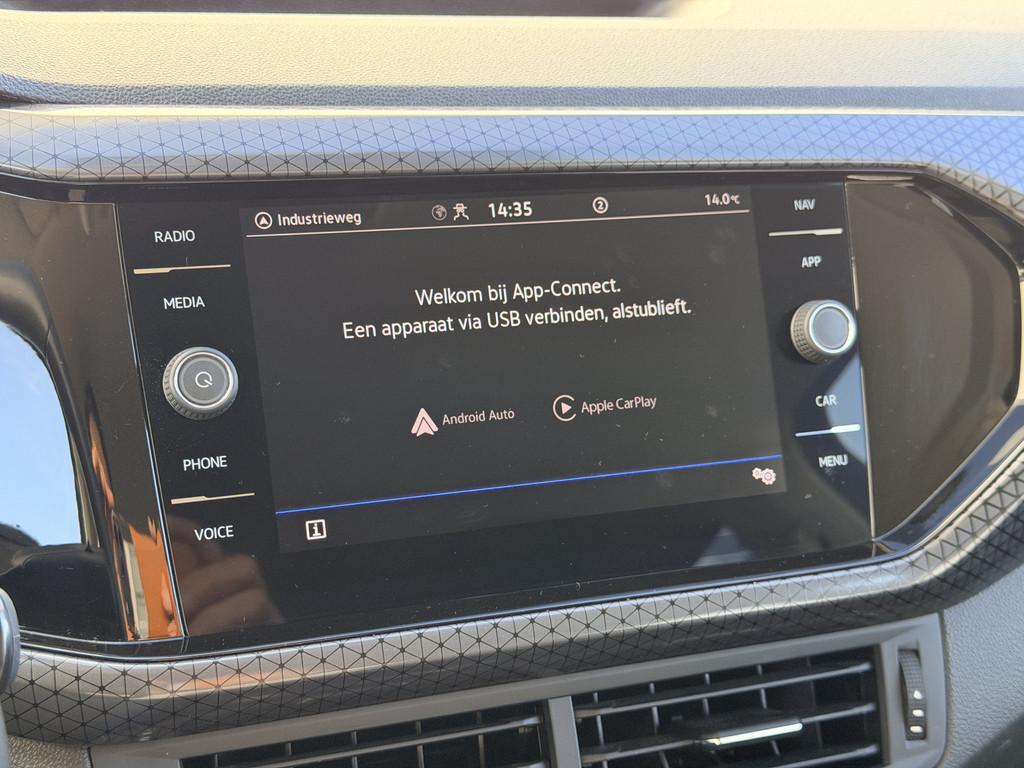 RADIO
MEDIA
PHONE
VOICE
Industrieweg 14:35 2 14.0°C
Welkom bij App-Connect.
Een apparaat via USB verbinden, alstublieft.
Android Auto Apple CarPlay
i
NAV
APP
CAR
MENU